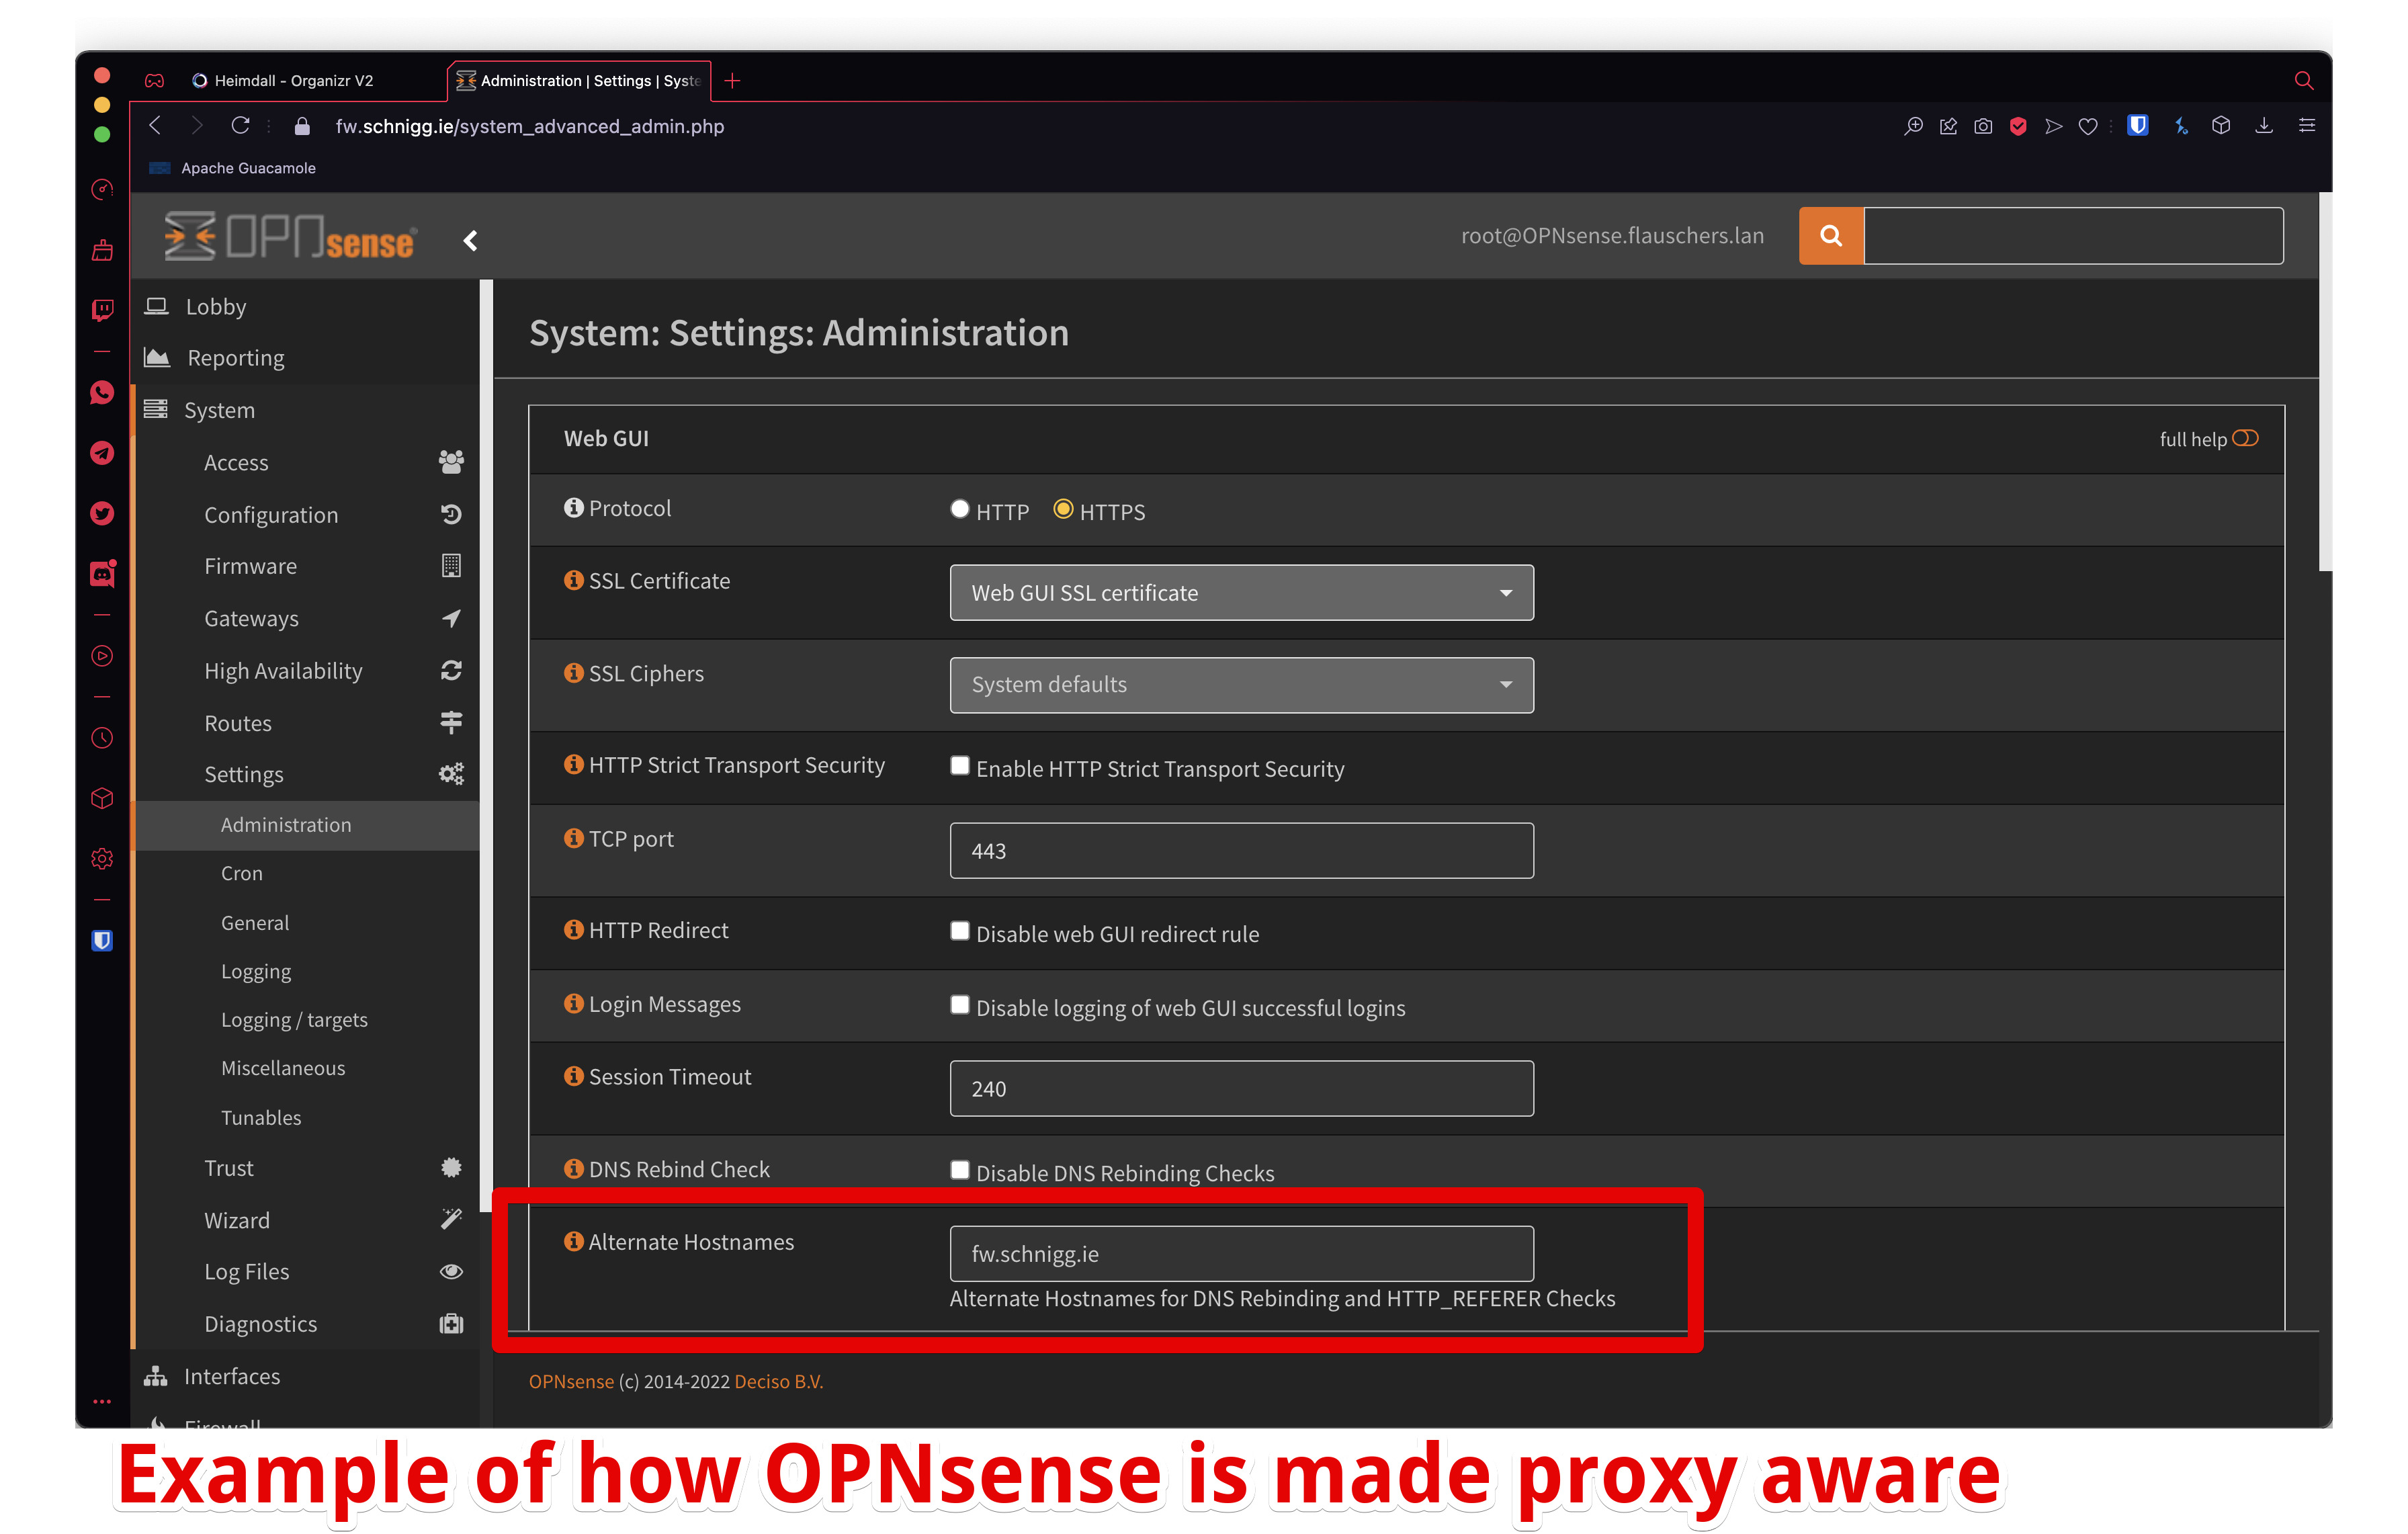 Heimdall - Organizr V2
Administration | Settings | Syste
fw.schnigg.ie/system_advanced_admin.php
Apache Guacamole
OPNsense
root@OPNsense.flauschers.lan
Lobby
Reporting
System
Access
Configuration
Firmware
Gateways
High Availability
Routes
Settings
Administration
Cron
General
Logging
Logging / targets
Miscellaneous
Tunables
Trust
Wizard
Log Files
Diagnostics
Interfaces
Firewall
System: Settings: Administration
Web GUI
full help
Protocol
HTTP HTTPS
SSL Certificate
Web GUI SSL certificate
SSL Ciphers
System defaults
HTTP Strict Transport Security
Enable HTTP Strict Transport Security
TCP port
443
HTTP Redirect
Disable web GUI redirect rule
Login Messages
Disable logging of web GUI successful logins
Session Timeout
240
DNS Rebind Check
Disable DNS Rebinding Checks
Alternate Hostnames
fw.schnigg.ie
Alternate Hostnames for DNS Rebinding and HTTP_REFERER Checks
OPNsense (c) 2014-2022 Deciso B.V.
Example of how OPNsense is made proxy aware